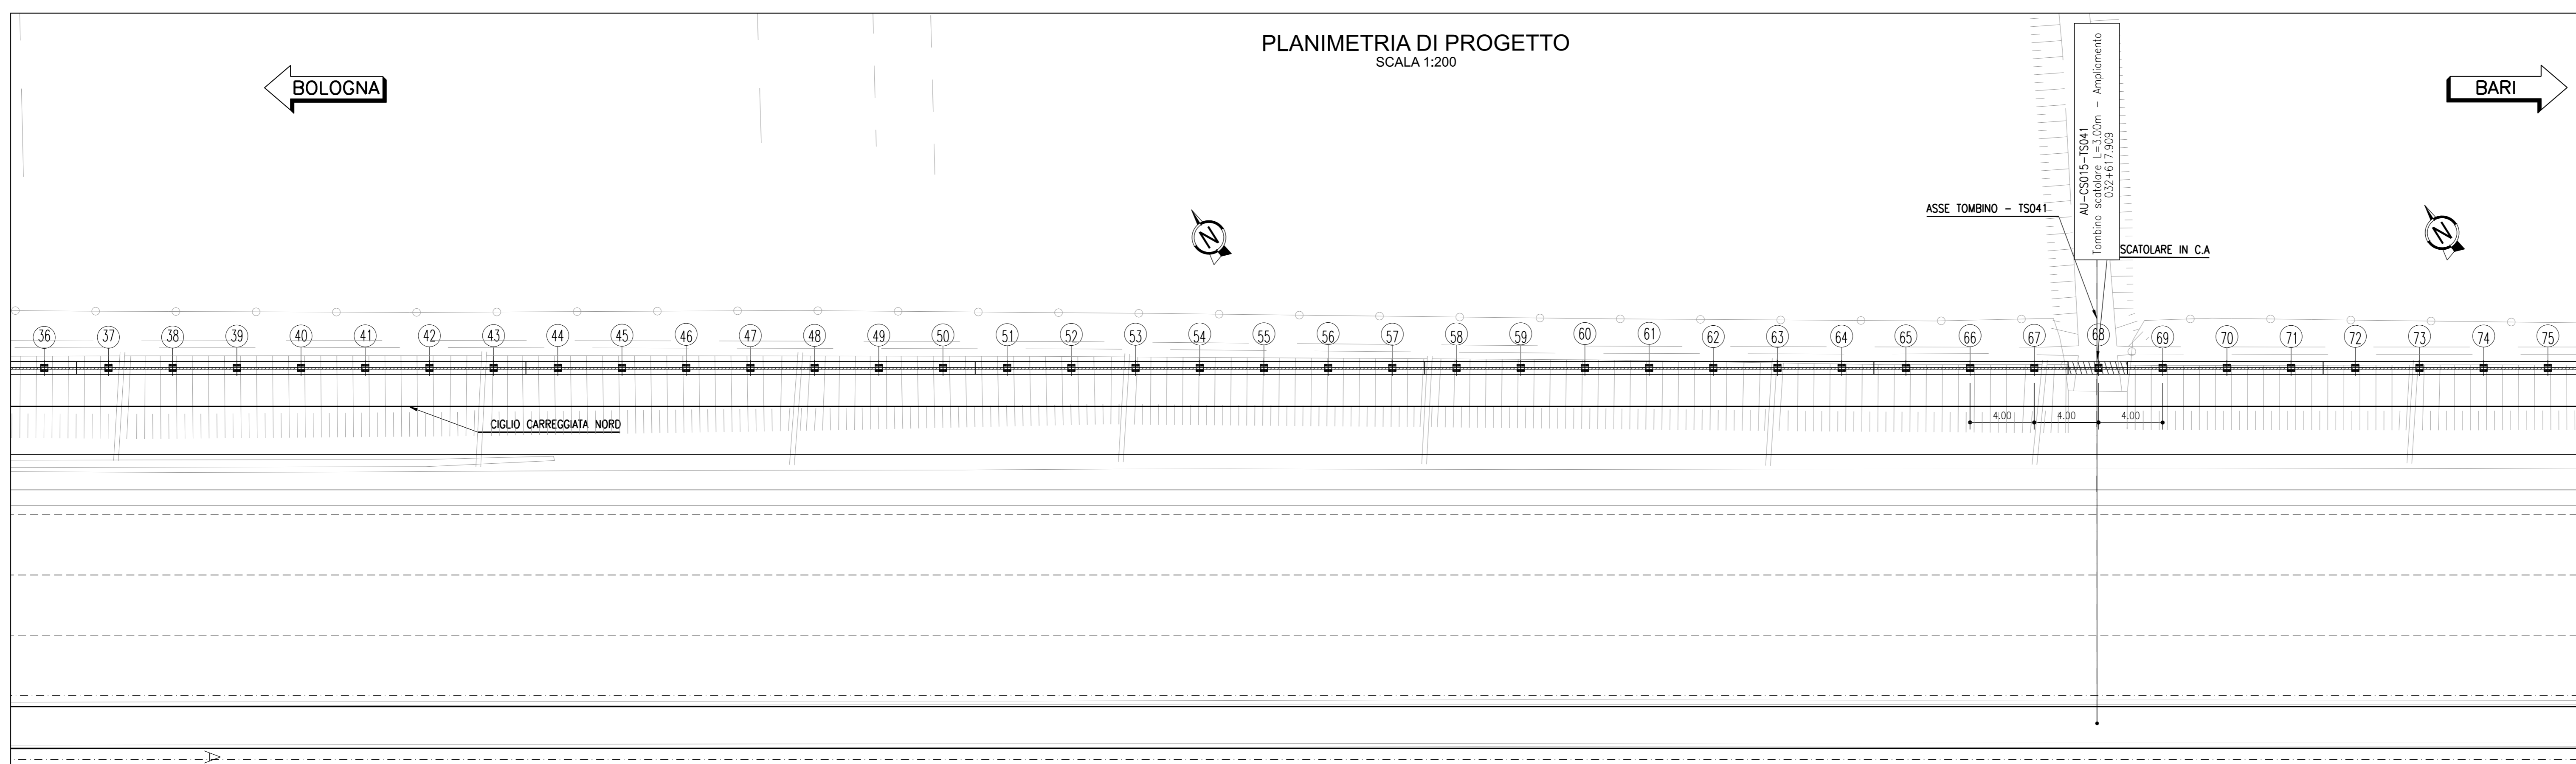 PLANIMETRIA DI PROGETTO
SCALA 1:200
BOLOGNA
BARI
AU-CS015-TS041
Tombino scatolare L=3.00m - Ampliamento
032+617.909
ASSE TOMBINO - TS041
SCATOLARE IN C.A
N
N
36 37 38 39 40 41 42 43 44 45 46 47 48 49 50 51 52 53 54 55 56 57 58 59 60 61 62 63 64 65 66 67 68 69 70 71 72 73 74 75
4.00 4.00 4.00
CIGLIO CARREGGIATA NORD